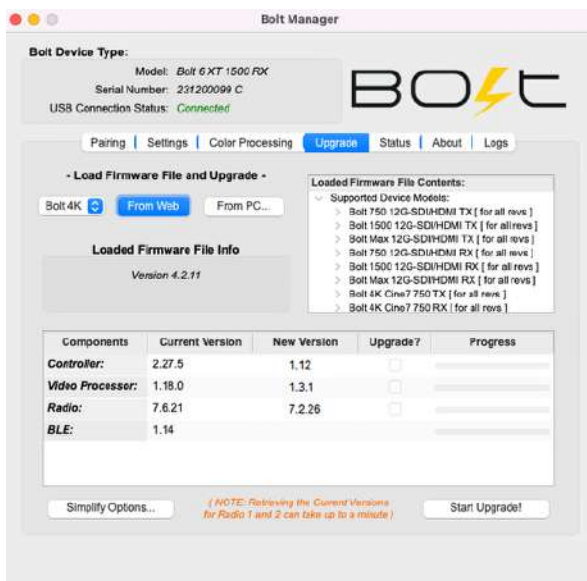 Bolt Manager
Bolt Device Type:
Model: Bolt 6 XT 1500 RX
Serial Number: 231200099 C
USB Connection Status: Connected
BOLT
Pairing | Settings | Color Processing | Upgrade | Status | About | Logs
- Load Firmware File and Upgrade -
Bolt 4K From Web From PC...
Loaded Firmware File Info
Version 4.2.11
Loaded Firmware File Contents:
Supported Device Models:
Bolt 750 12G-SDI/HDMI TX [ for all revs ]
Bolt 1500 12G-SDI/HDMI TX [ for all revs ]
Bolt Max 12G-SDI/HDMI TX [ for all revs ]
Bolt 750 12G-SDI/HDMI RX [ for all revs ]
Bolt 1500 12G-SDI/HDMI RX [ for all revs ]
Bolt Max 12G-SDI/HDMI RX [ for all revs ]
Bolt 4K Cine7 750 TX [ for all revs ]
Bolt 4K Cine7 750 RX [ for all revs ]
Components Current Version New Version Upgrade? Progress
Controller: 2.27.5 1.12
Video Processor: 1.18.0 1.3.1
Radio: 7.6.21 7.2.26
BLE: 1.14
Simplify Options...
( NOTE: Retrieving the Current Versions
for Radio 1 and 2 can take up to a minute )
Start Upgrade!